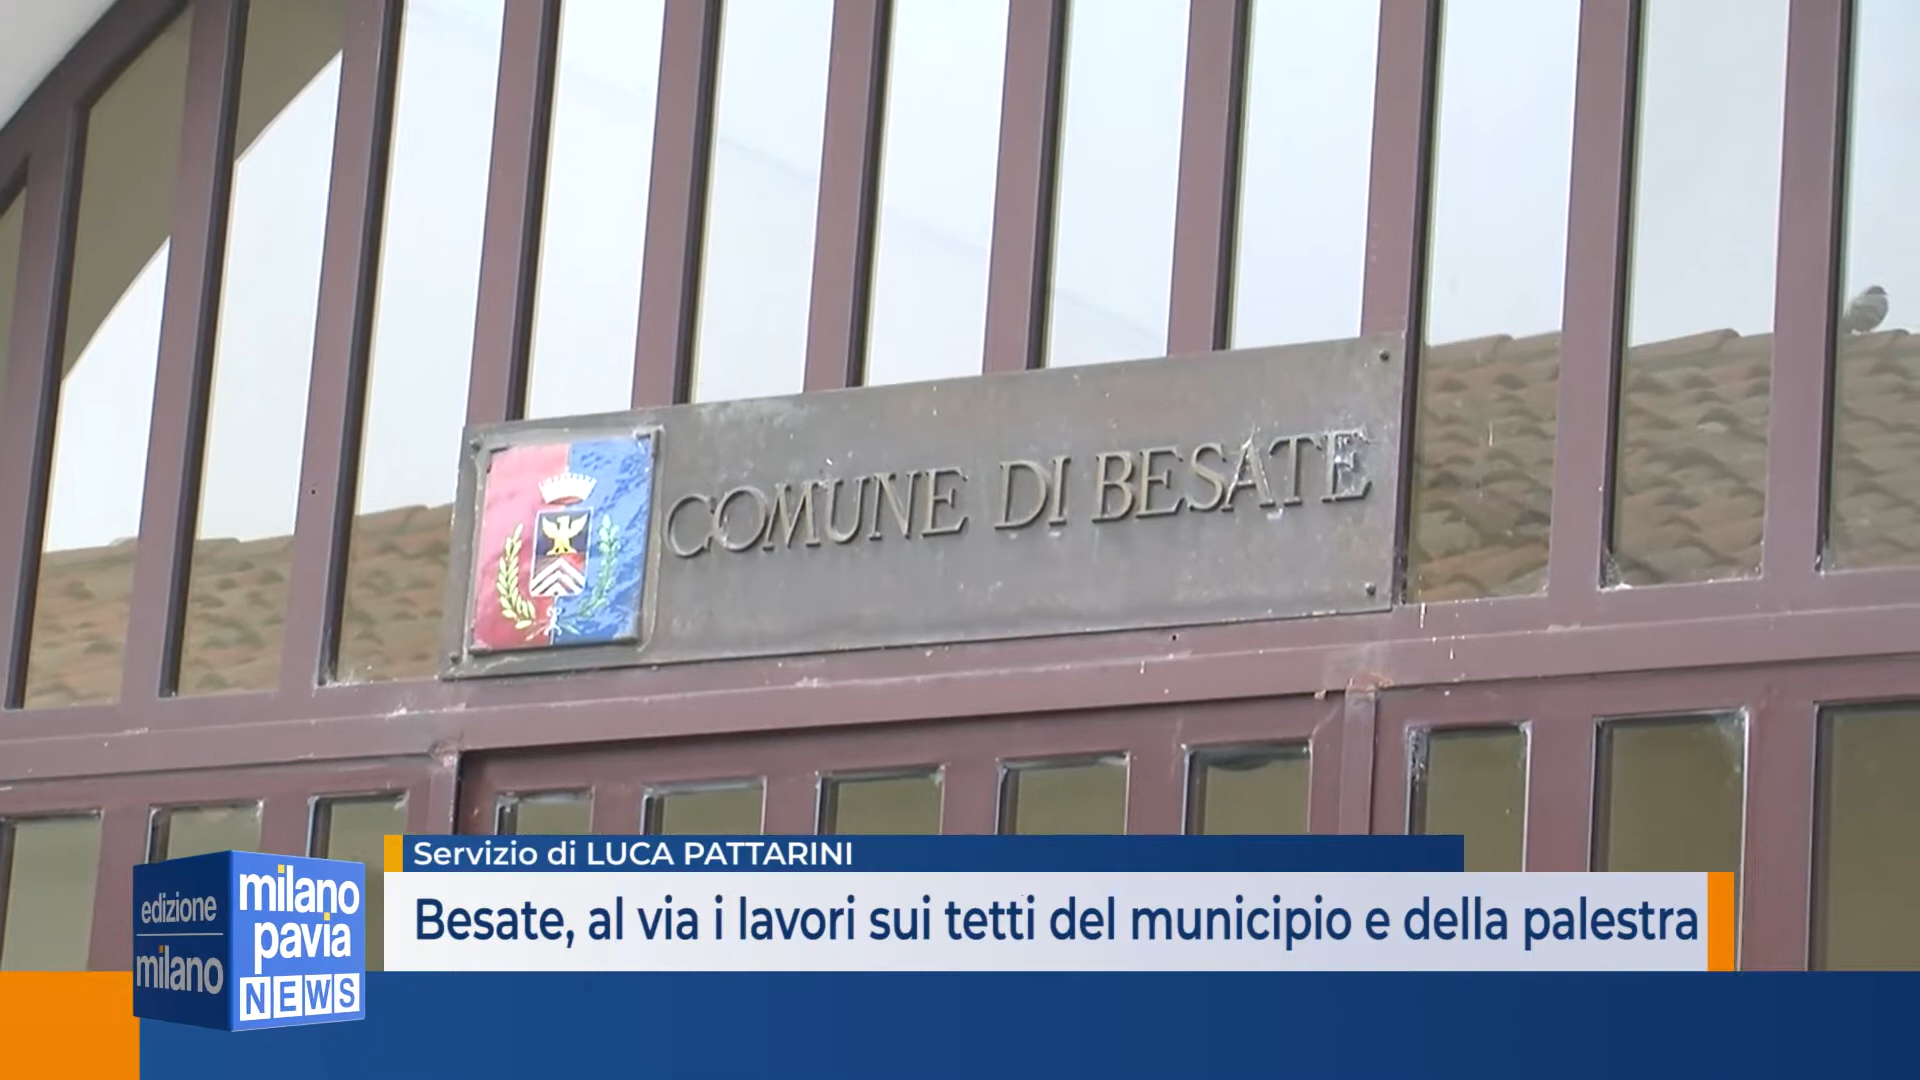 COMUNE DI BESATE
Servizio di LUCA PATTARINI
Besate, al via i lavori sui tetti del municipio e della palestra
edizione
milano
milano
pavia
NEWS